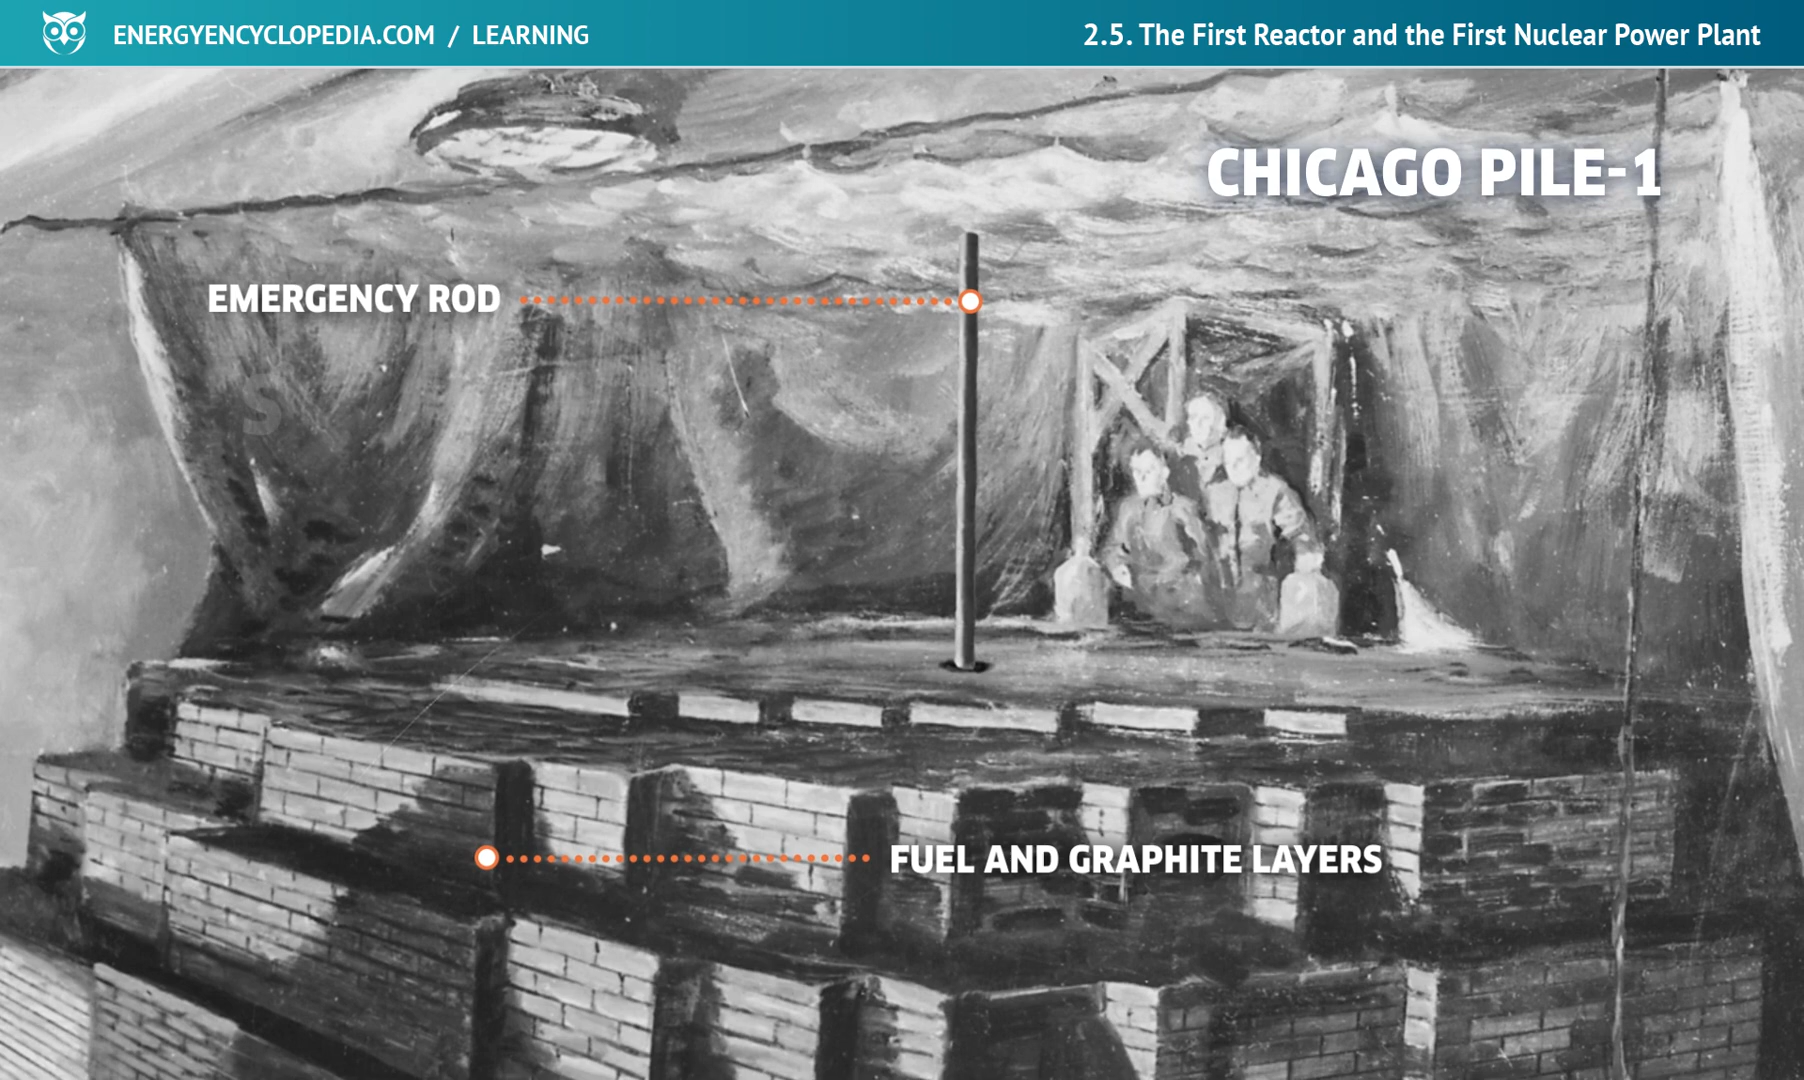 ENERGYENCYCLOPEDIA.COM / LEARNING
2.5. The First Reactor and the First Nuclear Power Plant
CHICAGO PILE-1
EMERGENCY ROD
FUEL AND GRAPHITE LAYERS